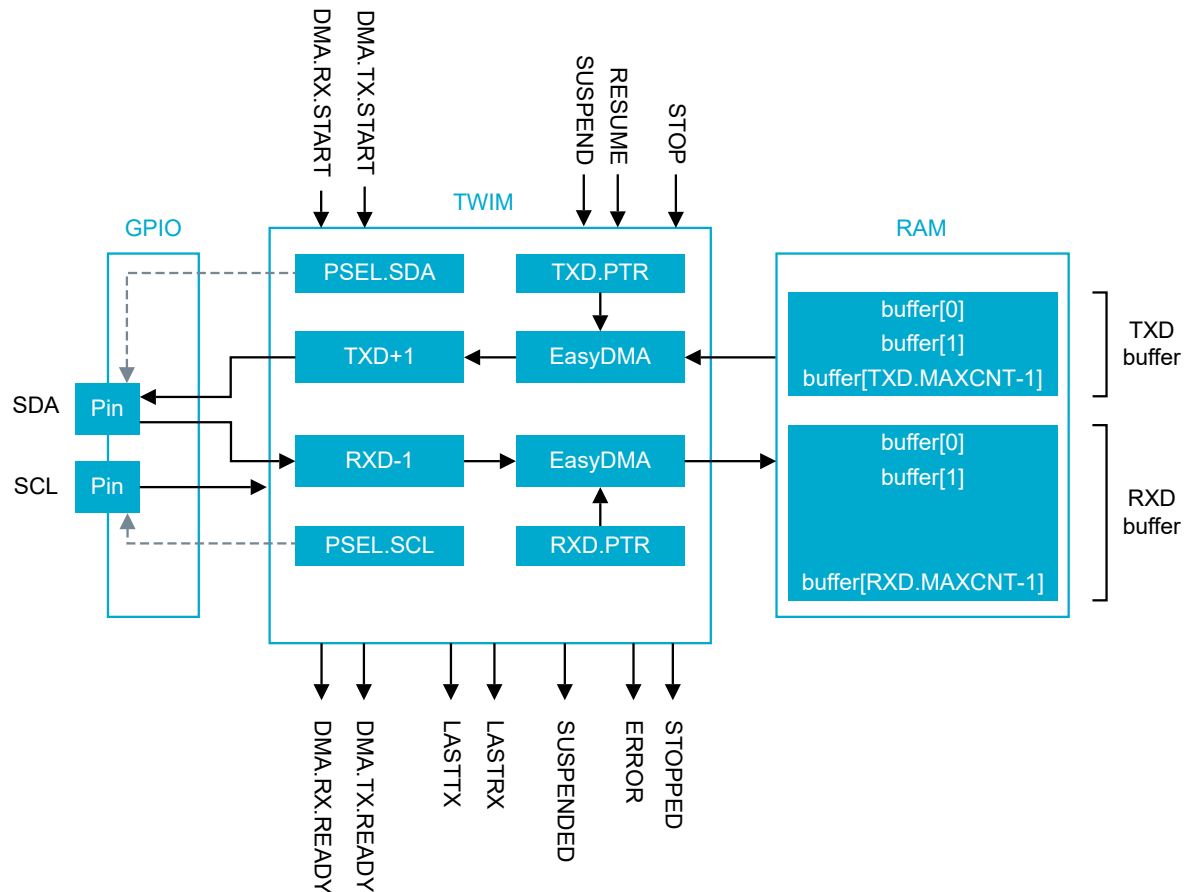 DMA.RX.START
DMA.TX.START
SUSPEND
RESUME
STOP
GPIO
TWIM
RAM
PSEL.SDA
TXD.PTR
buffer[0]
buffer[1]
buffer[TXD.MAXCNT-1]
TXD
buffer
TXD+1
EasyDMA
SDA
Pin
RXD-1
EasyDMA
buffer[0]
buffer[1]
buffer[RXD.MAXCNT-1]
RXD
buffer
SCL
Pin
PSEL.SCL
RXD.PTR
DMA.RX.READY
DMA.TX.READY
LASTTX
LASTRX
SUSPENDED
ERROR
STOPPED